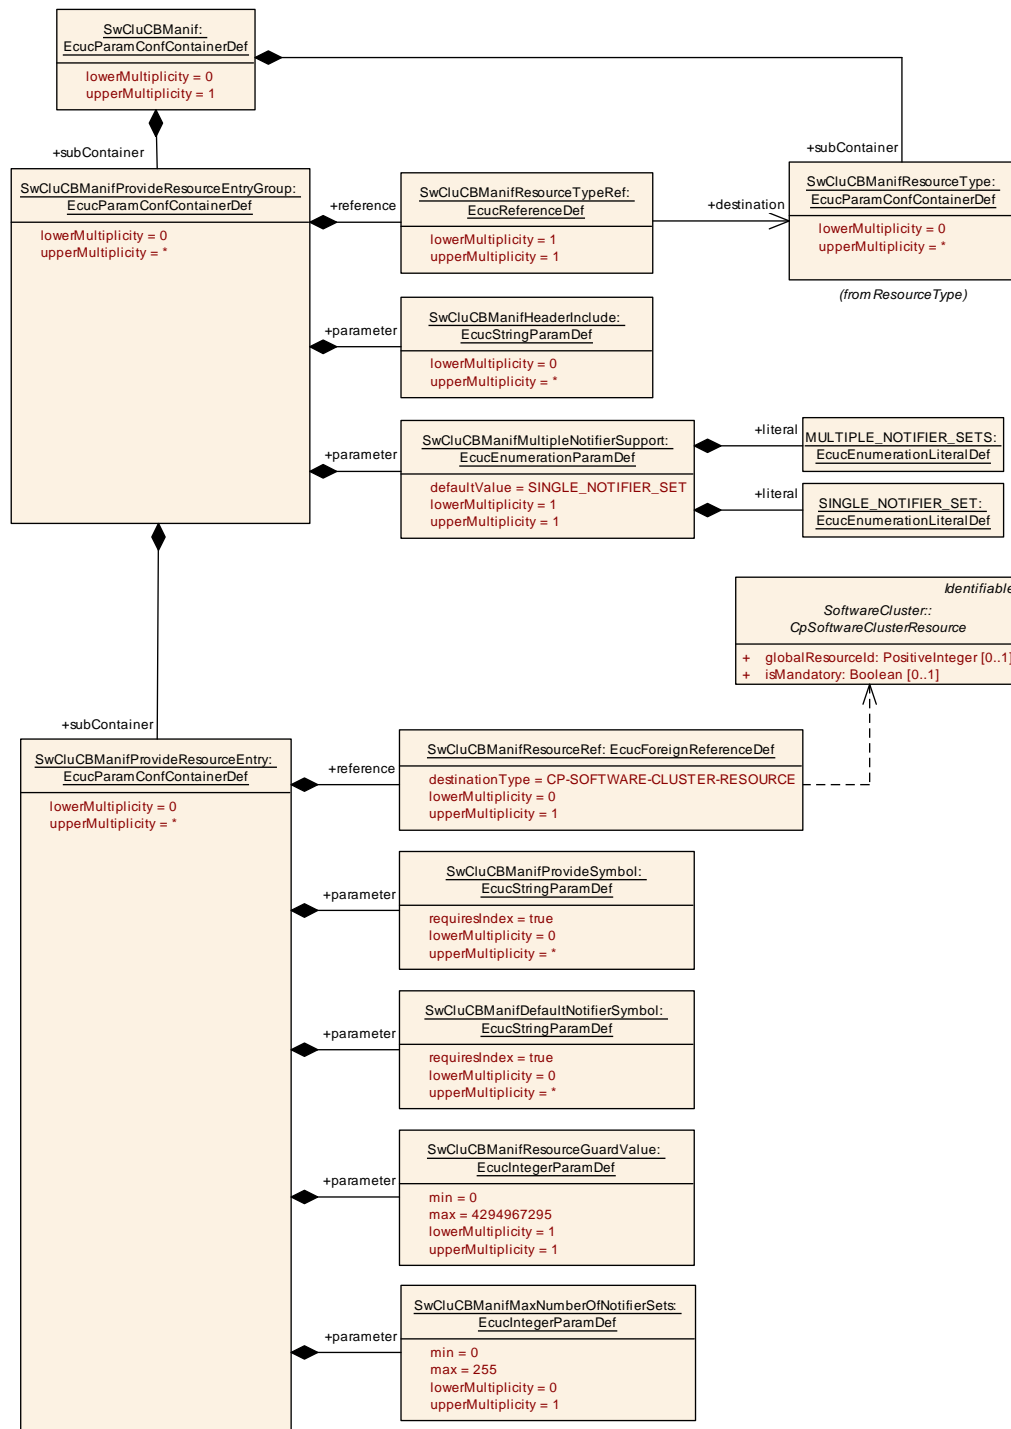 SwCluCBManif:
EcucParamConfContainerDef
lowerMultiplicity = 0
upperMultiplicity = 1
+subContainer
+subContainer
SwCluCBManifProvideResourceEntryGroup:
EcucParamConfContainerDef
lowerMultiplicity = 0
upperMultiplicity = *
+reference
SwCluCBManifResourceTypeRef:
EcucReferenceDef
lowerMultiplicity = 1
upperMultiplicity = 1
+destination
SwCluCBManifResourceType:
EcucParamConfContainerDef
lowerMultiplicity = 0
upperMultiplicity = *
(from ResourceType)
+parameter
SwCluCBManifHeaderInclude:
EcucStringParamDef
lowerMultiplicity = 0
upperMultiplicity = *
+parameter
SwCluCBManifMultipleNotifierSupport:
EcucEnumerationParamDef
defaultValue = SINGLE_NOTIFIER_SET
lowerMultiplicity = 1
upperMultiplicity = 1
+literal
MULTIPLE_NOTIFIER_SETS:
EcucEnumerationLiteralDef
+literal
SINGLE_NOTIFIER_SET:
EcucEnumerationLiteralDef
Identifiable
SoftwareCluster::
CpSoftwareClusterResource
+ globalResourceId: PositiveInteger [0..1]
+ isMandatory: Boolean [0..1]
+subContainer
SwCluCBManifProvideResourceEntry:
EcucParamConfContainerDef
lowerMultiplicity = 0
upperMultiplicity = *
+reference
SwCluCBManifResourceRef: EcucForeignReferenceDef
destinationType = CP-SOFTWARE-CLUSTER-RESOURCE
lowerMultiplicity = 0
upperMultiplicity = 1
+parameter
SwCluCBManifProvideSymbol:
EcucStringParamDef
requiresIndex = true
lowerMultiplicity = 0
upperMultiplicity = *
+parameter
SwCluCBManifDefaultNotifierSymbol:
EcucStringParamDef
requiresIndex = true
lowerMultiplicity = 0
upperMultiplicity = *
+parameter
SwCluCBManifResourceGuardValue:
EcucIntegerParamDef
min = 0
max = 4294967295
lowerMultiplicity = 1
upperMultiplicity = 1
+parameter
SwCluCBManifMaxNumberOfNotifierSets:
EcucIntegerParamDef
min = 0
max = 255
lowerMultiplicity = 0
upperMultiplicity = 1